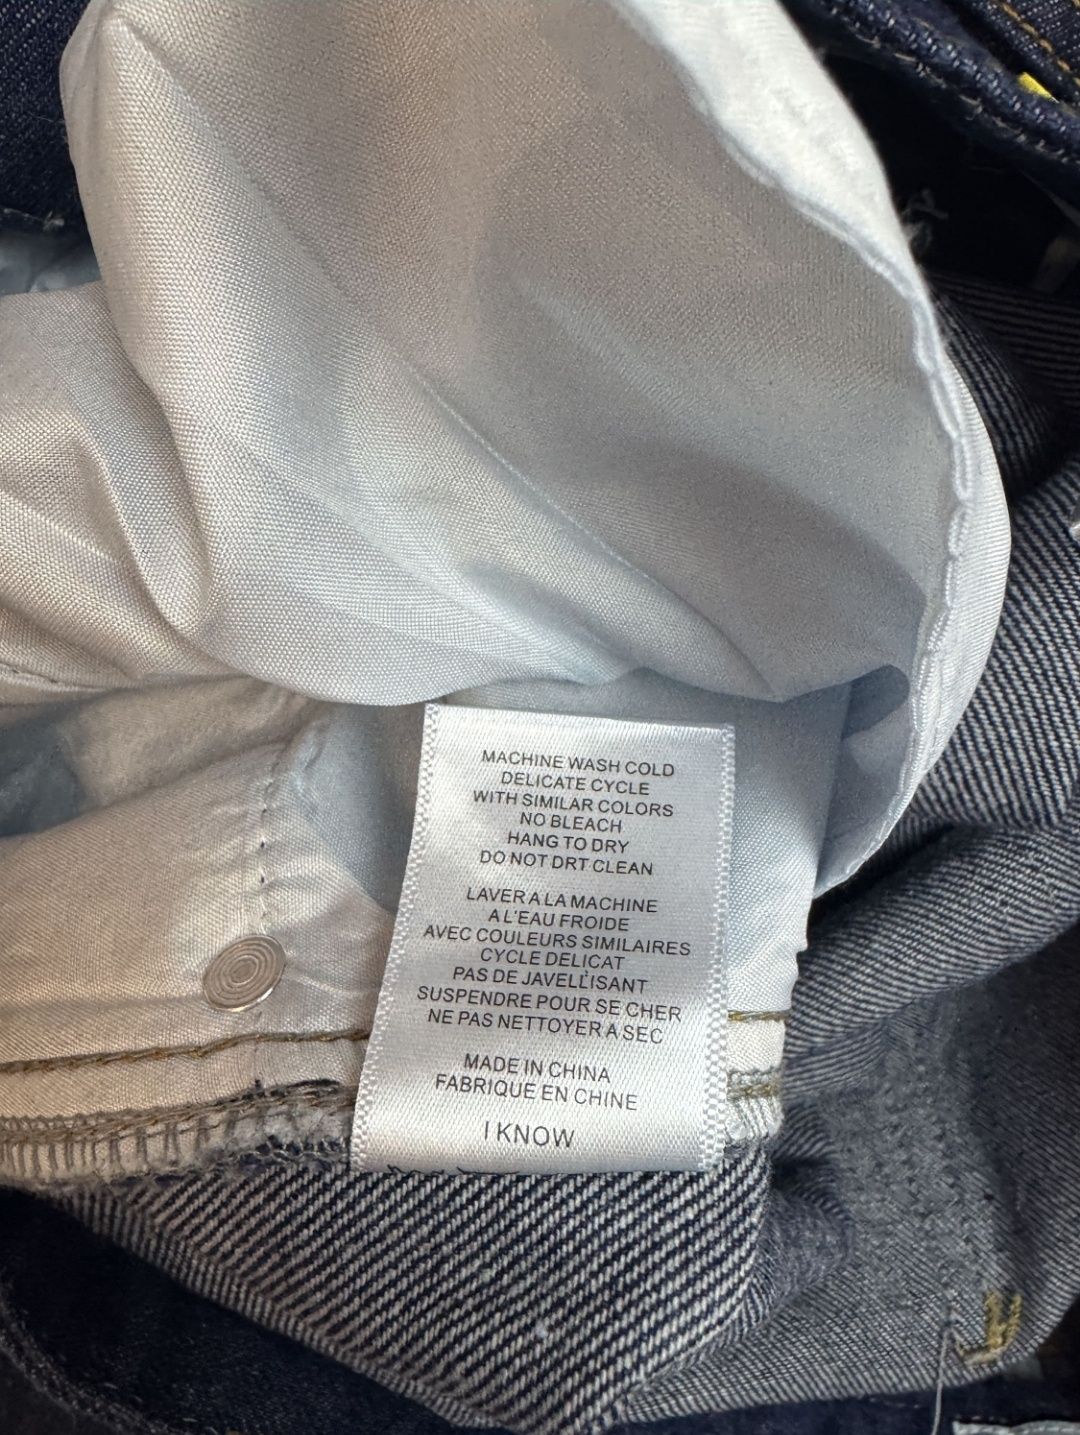 MACHINE WASH COLD
DELICATE CYCLE
WITH SIMILAR COLORS
NO BLEACH
HANG TO DRY
DO NOT DRT CLEAN
LAVER A LA MACHINE
A L'EAU FROIDE
AVEC COULEURS SIMILAIRES
CYCLE DELICAT
PAS DE JAVELLISANT
SUSPENDRE POUR SE CHER
NE PAS NETTOYER A SEC
MADE IN CHINA
FABRIQUE EN CHINE
I KNOW